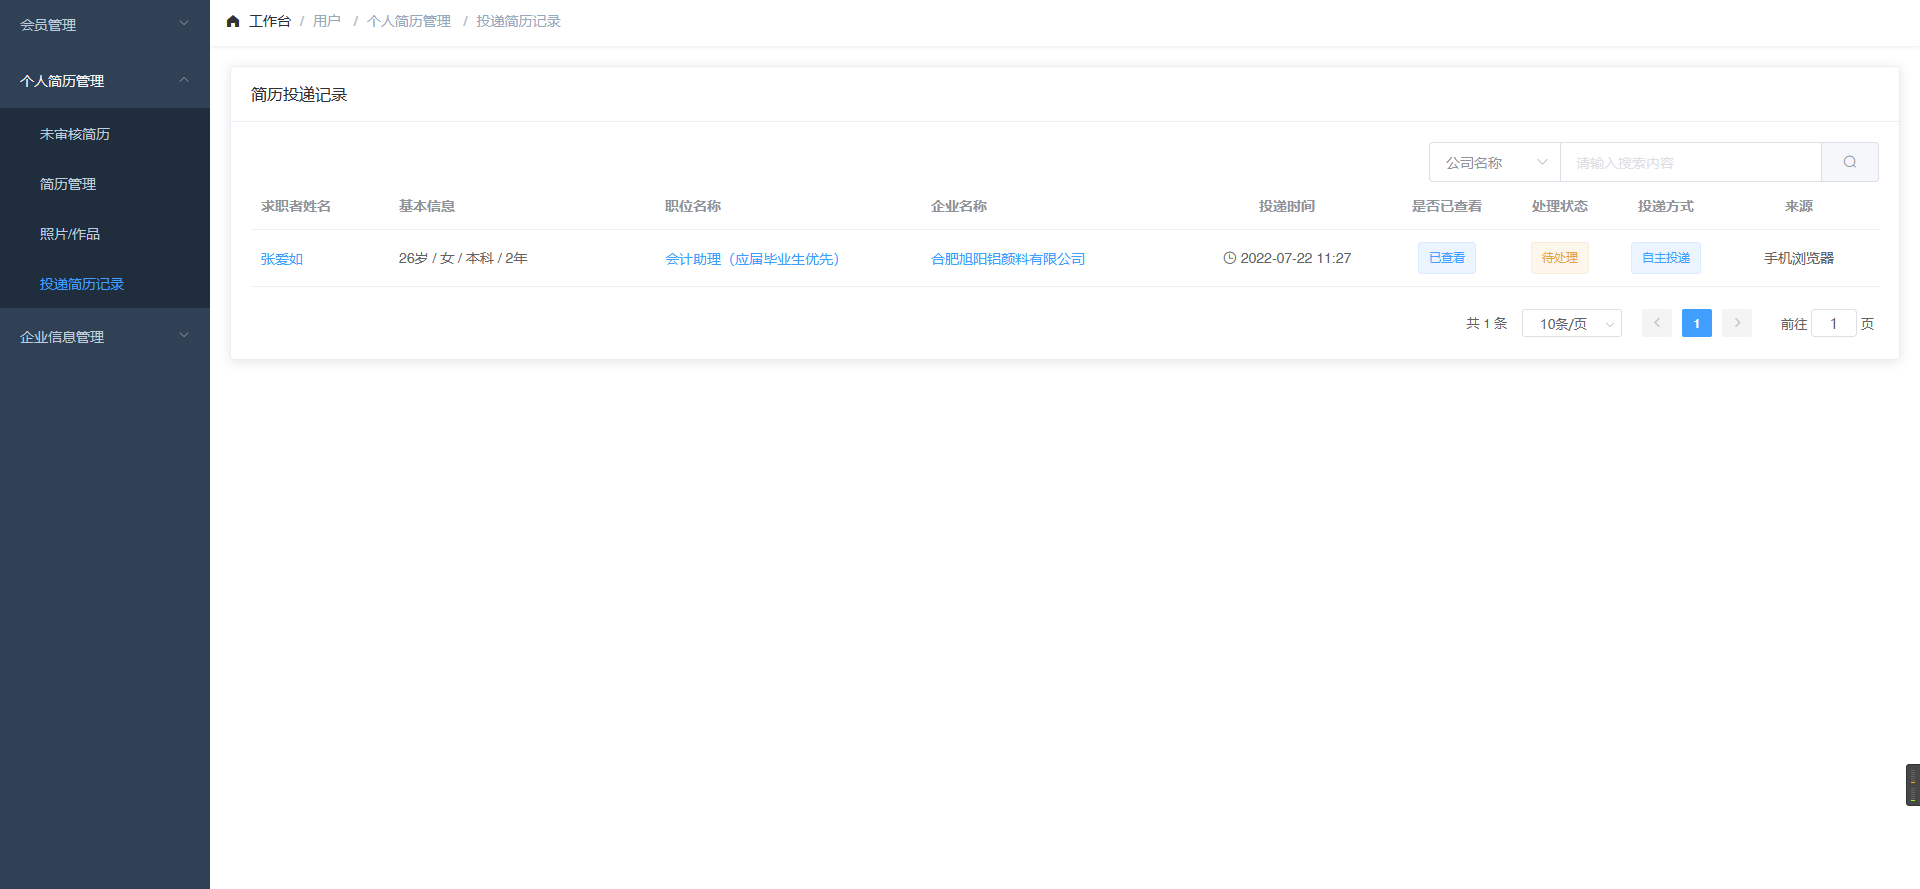 会员管理
个人简历管理
未审核简历
简历管理
照片/作品
投递简历记录
企业信息管理
工作台 / 用户 / 个人简历管理 / 投递简历记录
简历投递记录
公司名称 请输入搜索内容
求职者姓名 基本信息 职位名称 企业名称 投递时间 是否已查看 处理状态 投递方式 来源
张爱如 26岁 / 女 / 本科 / 2年 会计助理（应届毕业生优先） 合肥旭阳铝颜料有限公司 2022-07-22 11:27 已查看 待处理 自主投递 手机浏览器
共 1 条 10条/页 1 前往 1 页